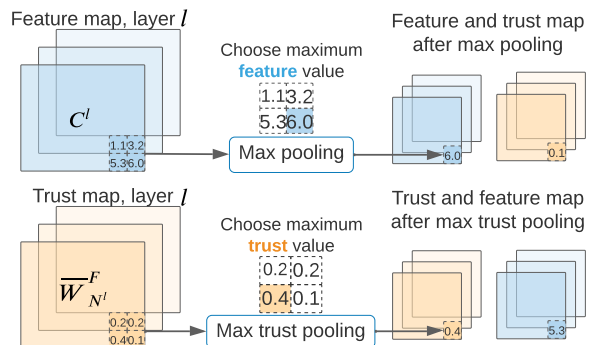 Feature map, layer l
Choose maximum
feature value
Feature and trust map
after max pooling
C^l
1.1 3.2
5.3 6.0
1.1 3.2
5.3 6.0
Max pooling
6.0
0.1
Trust map, layer l
Choose maximum
trust value
Trust and feature map
after max trust pooling
\overline{W}^F_{N^l}
0.2 0.2
0.4 0.1
0.2 0.2
0.4 0.1
Max trust pooling
0.4
5.3